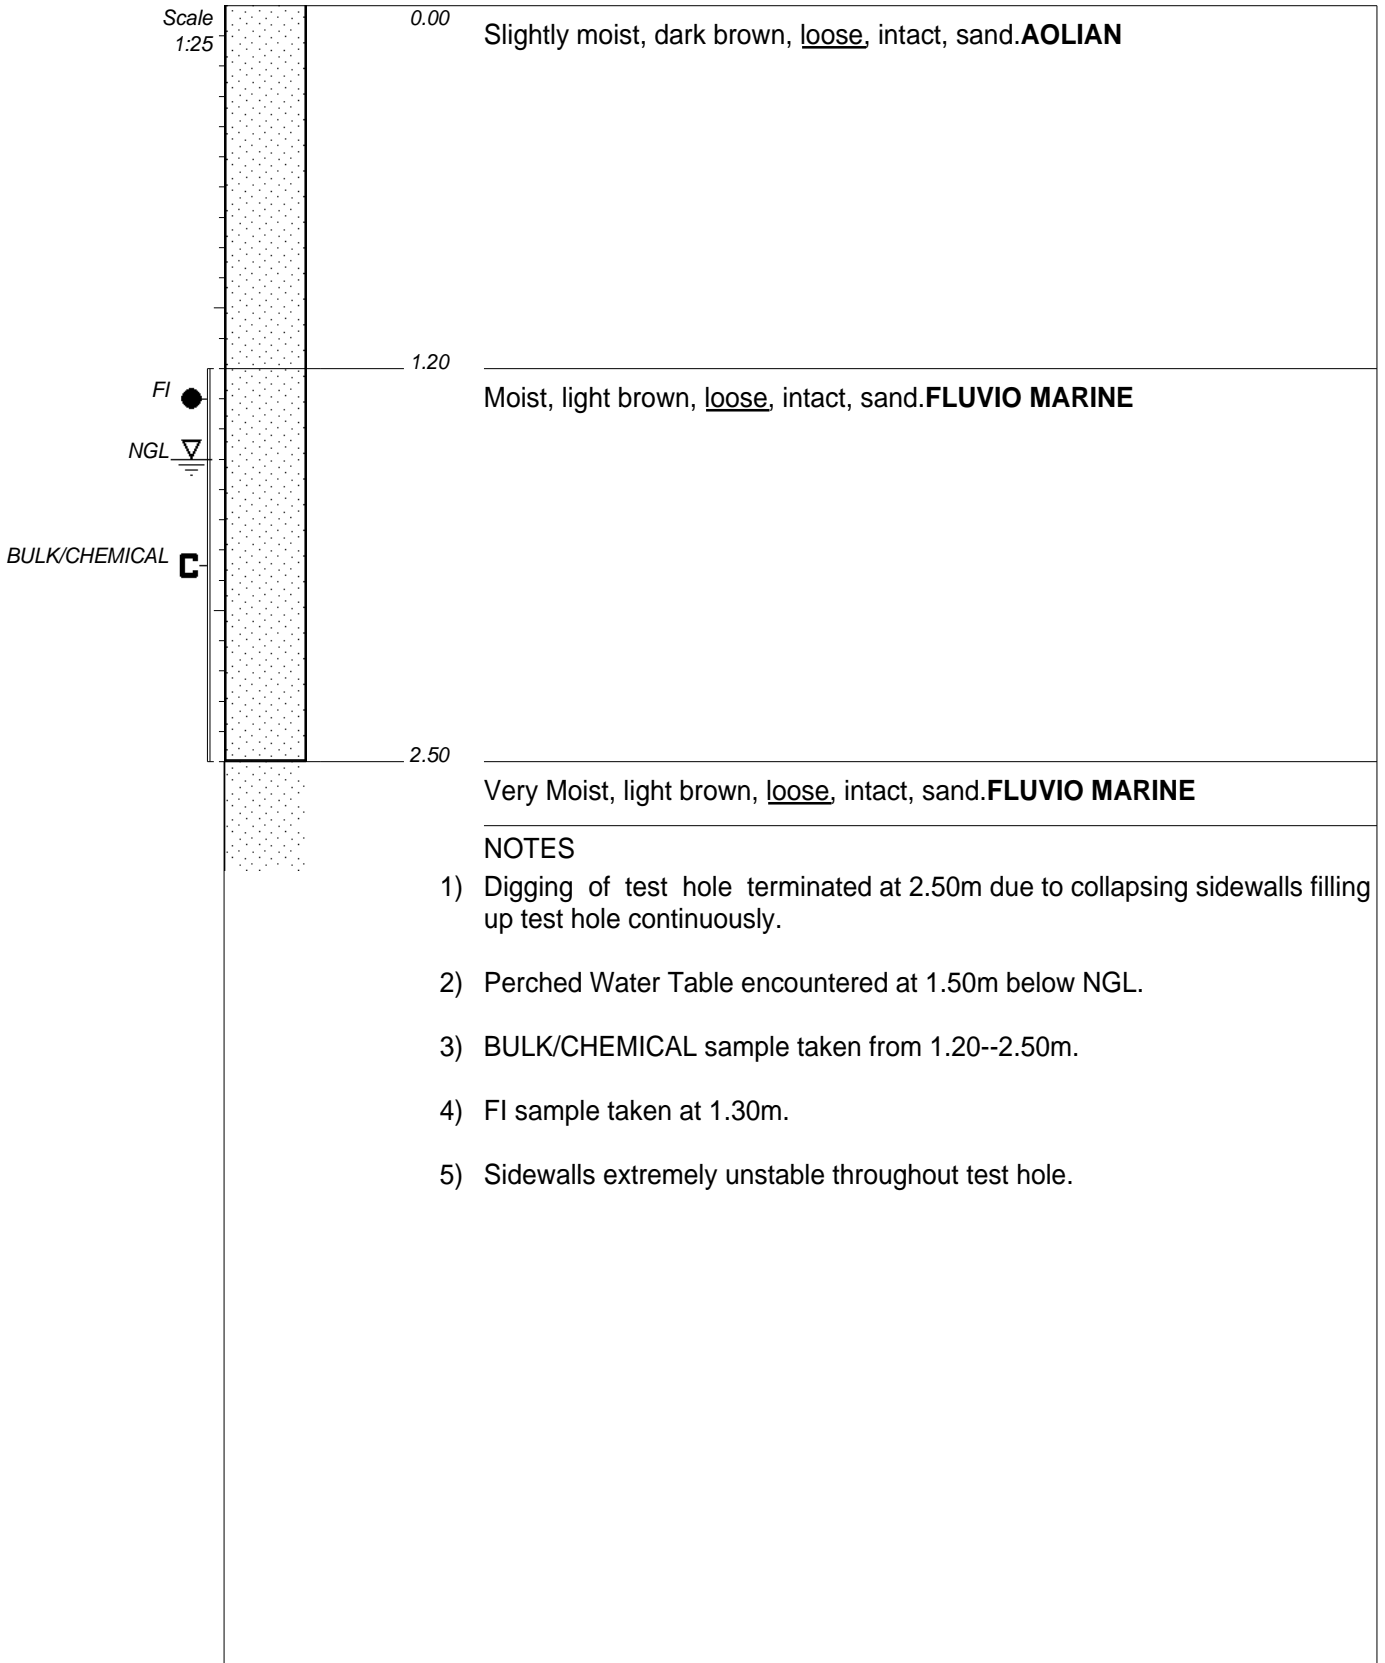 Scale
1:25
0.00
Slightly moist, dark brown, loose, intact, sand.AOLIAN
1.20
FI
Moist, light brown, loose, intact, sand.FLUVIO MARINE
NGL
BULK/CHEMICAL C
2.50
Very Moist, light brown, loose, intact, sand.FLUVIO MARINE
NOTES
1) Digging of test hole terminated at 2.50m due to collapsing sidewalls filling
up test hole continuously.
2) Perched Water Table encountered at 1.50m below NGL.
3) BULK/CHEMICAL sample taken from 1.20--2.50m.
4) FI sample taken at 1.30m.
5) Sidewalls extremely unstable throughout test hole.